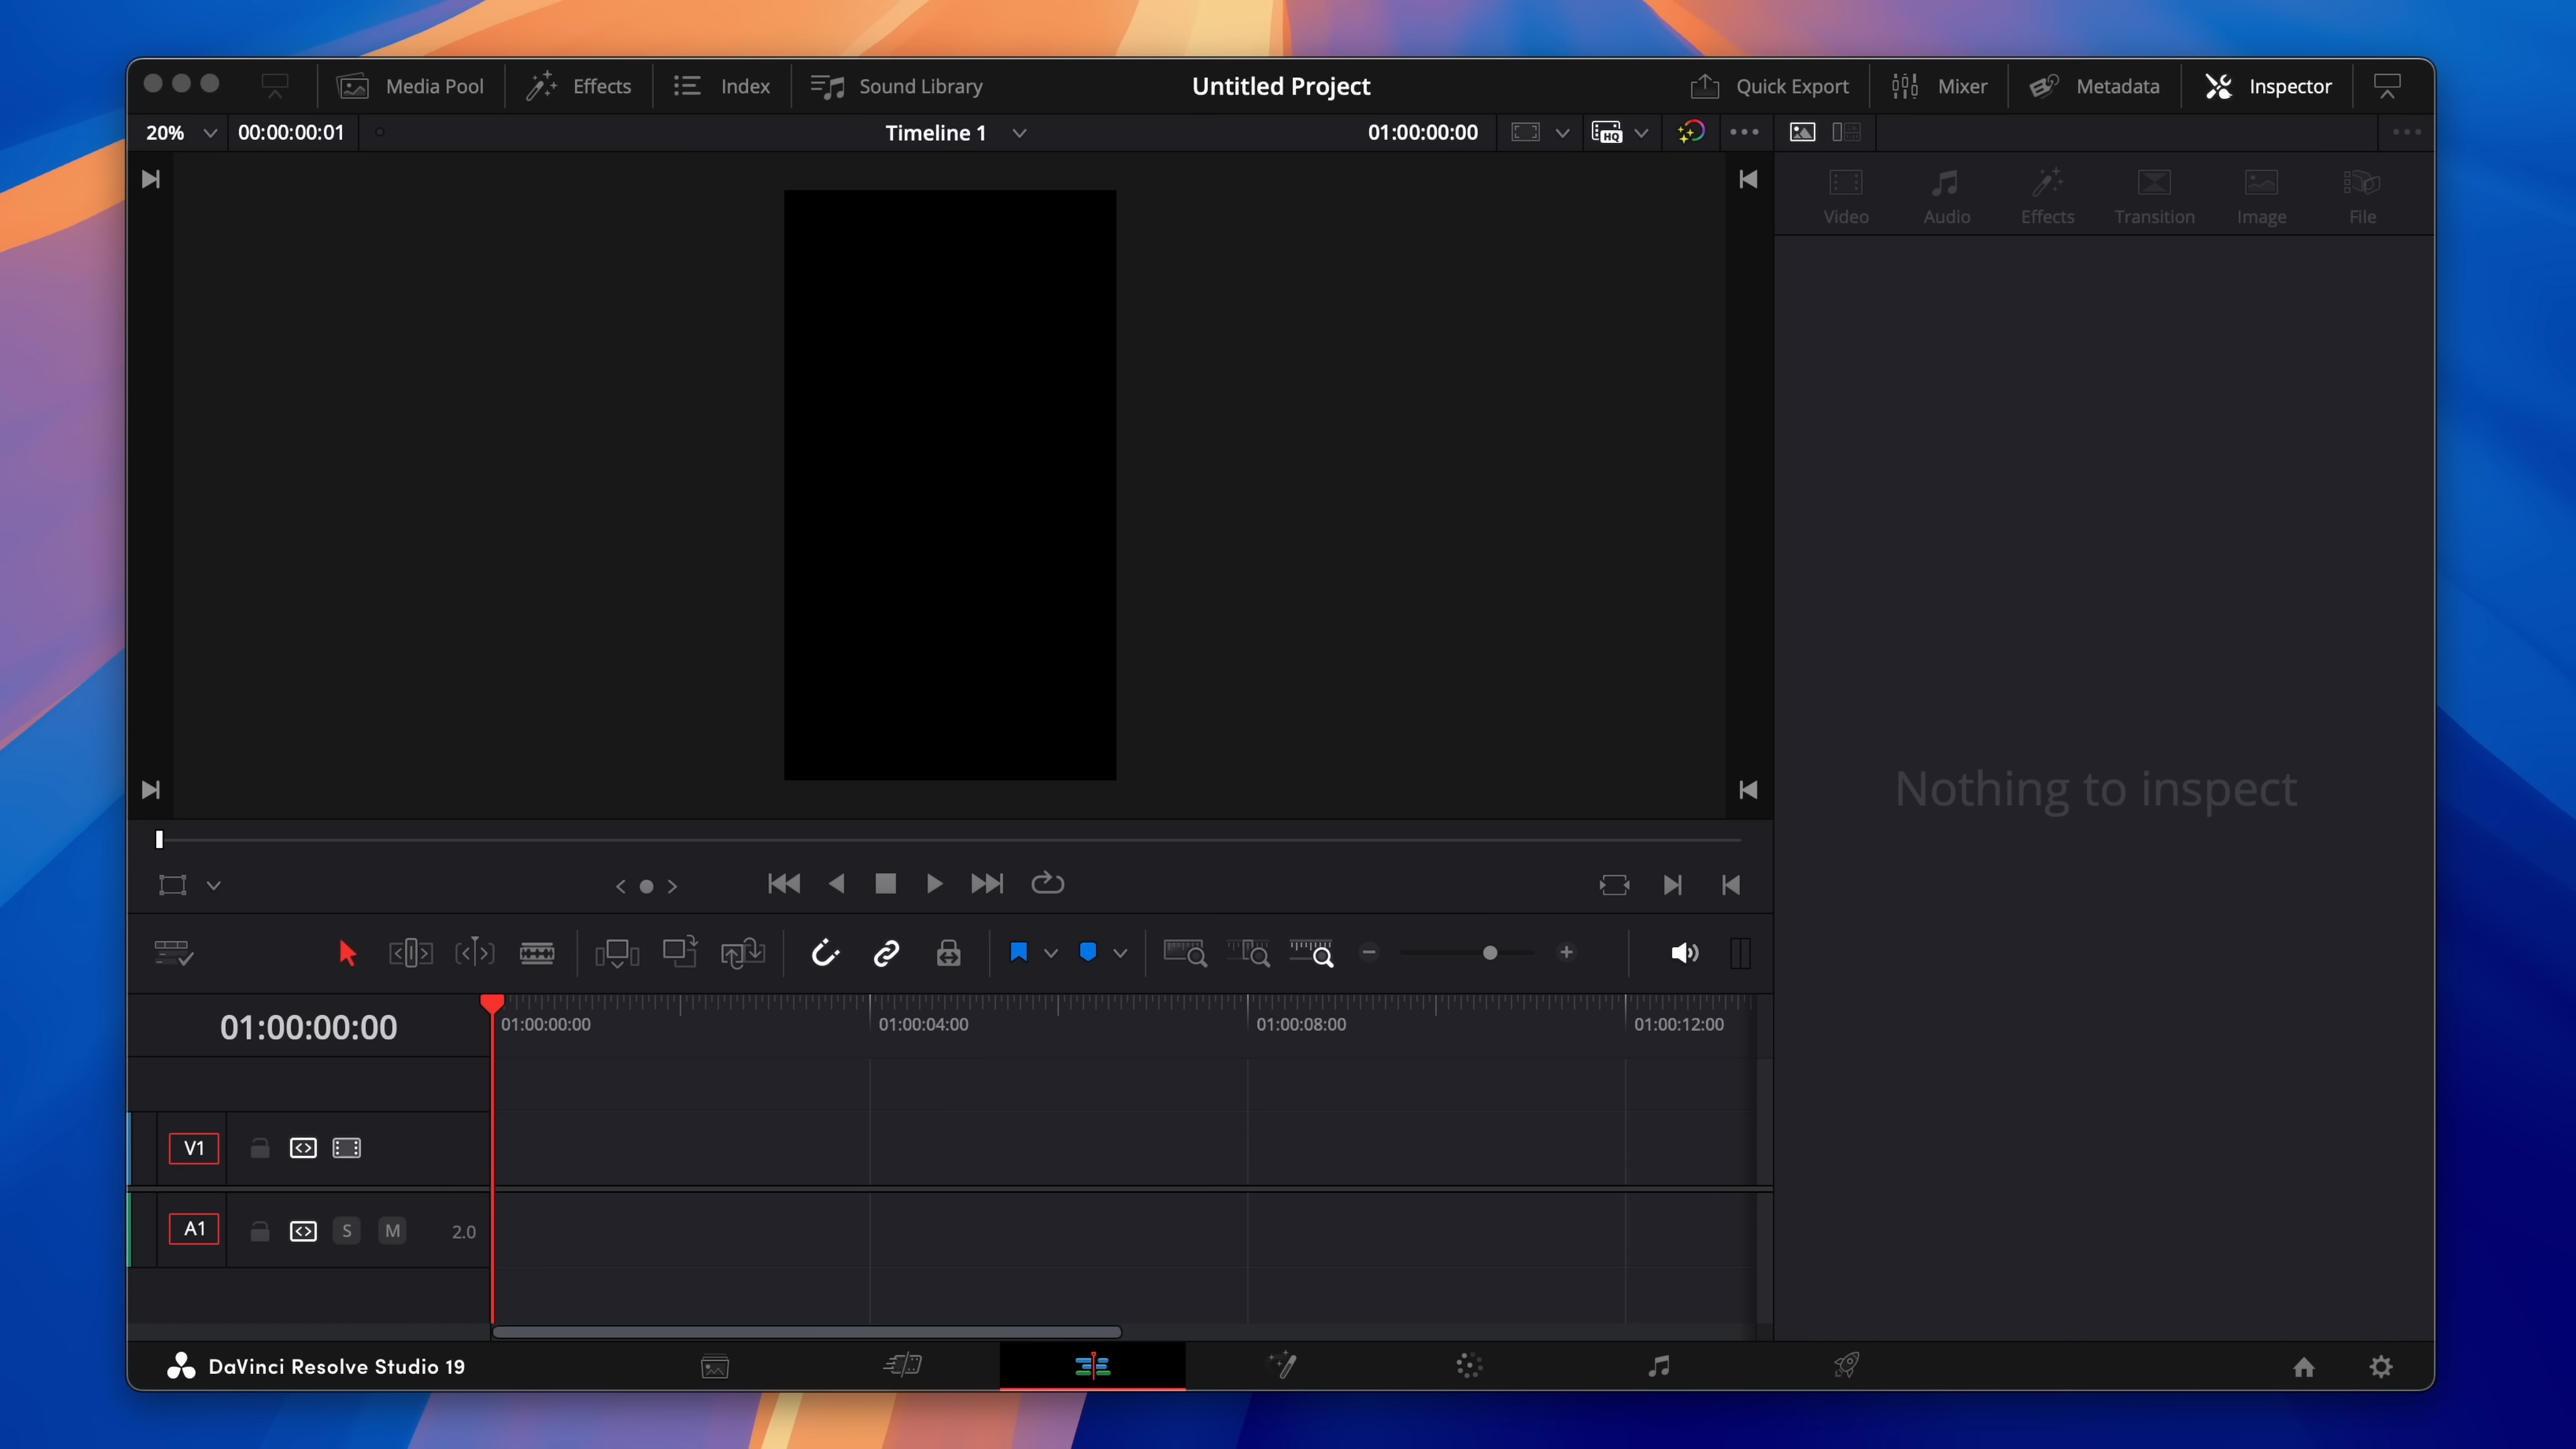 Media Pool Effects Index Sound Library Untitled Project Quick Export Mixer Metadata Inspector
20% 00:00:00:01 Timeline 1 01:00:00:00 HQ
Video Audio Effects Transition Image File
Nothing to inspect
01:00:00:00 01:00:00:00 01:00:04:00 01:00:08:00 01:00:12:00
V1
A1 S M 2.0
DaVinci Resolve Studio 19